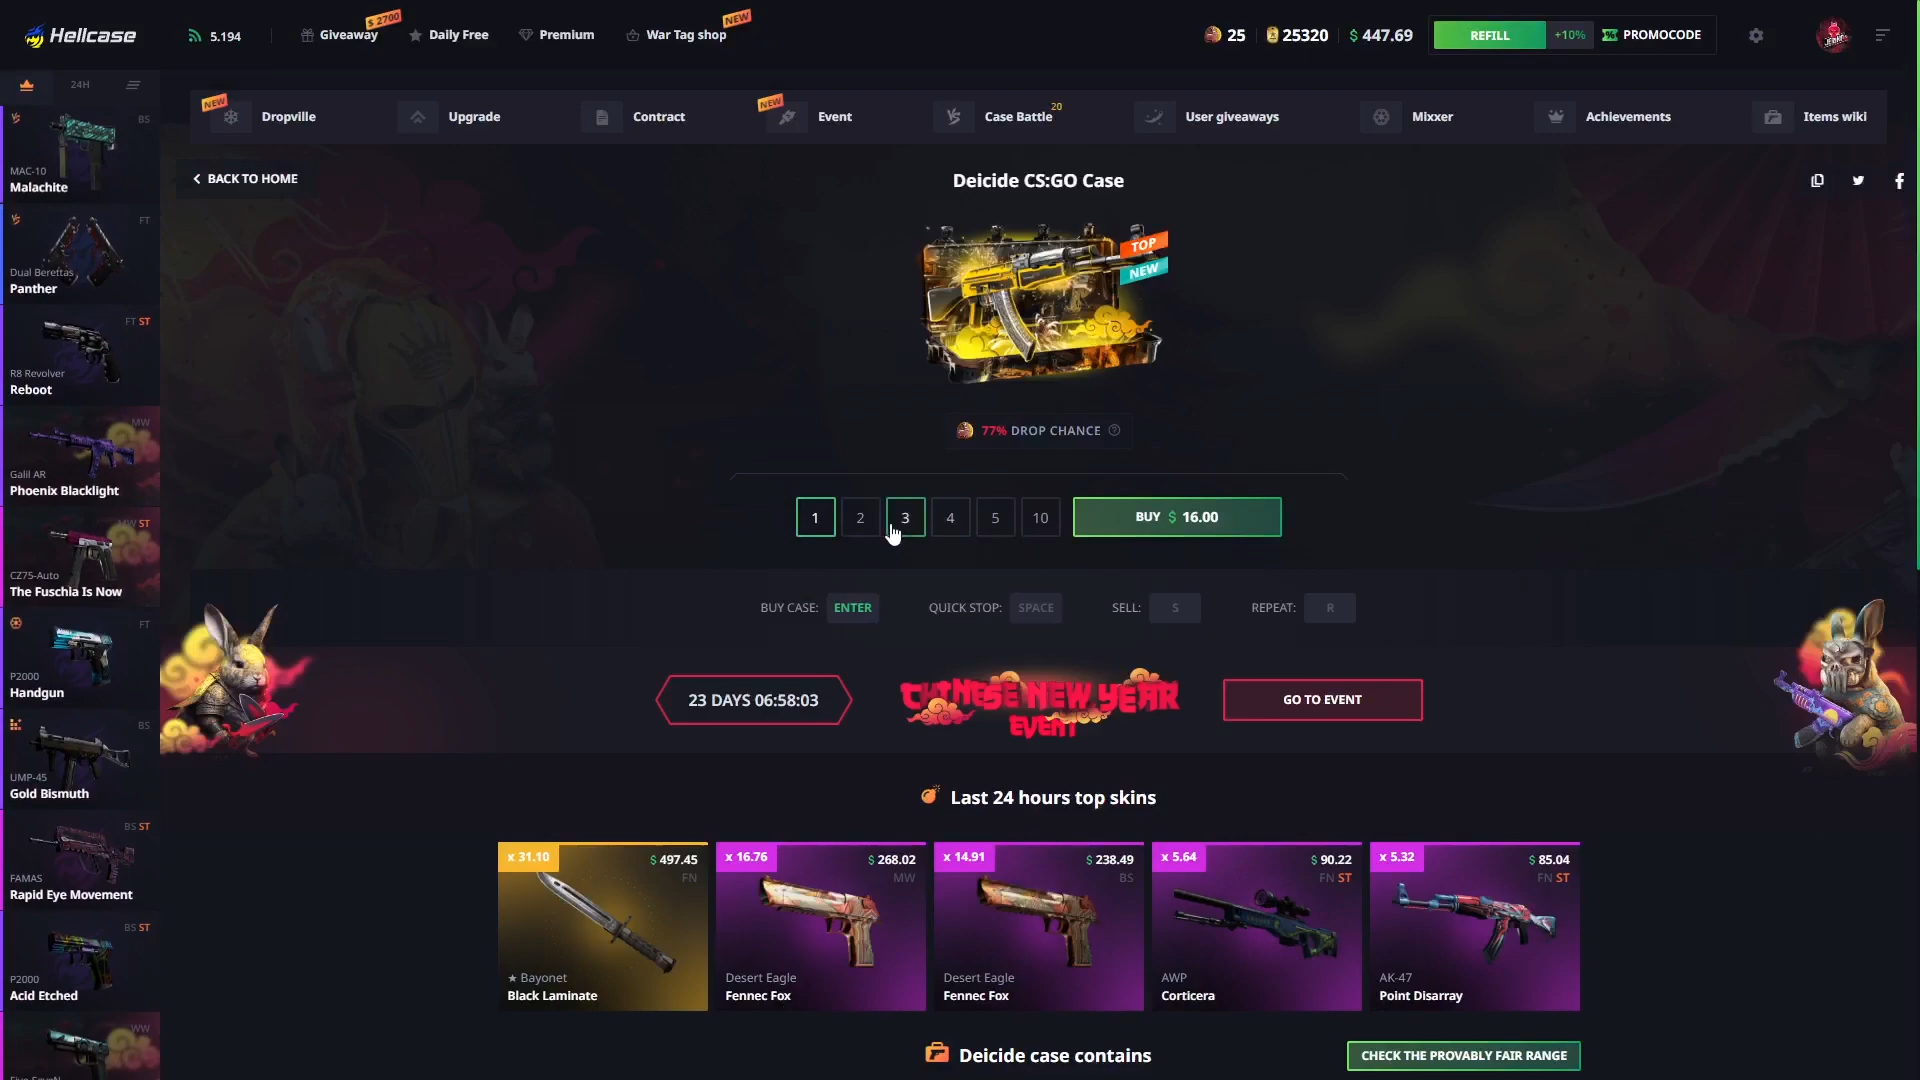 Hellcase
5.194
Giveaway
$ 2700
Daily Free
Premium
War Tag shop
NEW
25
25320
$ 447.69
REFILL
+10%
PROMOCODE
24H
NEW
Dropville
Upgrade
Contract
NEW
Event
Case Battle
20
User giveaways
Mixxer
Achievements
Items wiki
BS
MAC-10
Malachite
FT
Dual Berettas
Panther
FT ST
R8 Revolver
Reboot
MW
Galil AR
Phoenix Blacklight
MW ST
CZ75-Auto
The Fuschia Is Now
FT
P2000
Handgun
BS
UMP-45
Gold Bismuth
BS ST
FAMAS
Rapid Eye Movement
BS ST
P2000
Acid Etched
WW
BACK TO HOME
Deicide CS:GO Case
TOP
NEW
77% DROP CHANCE
1
2
3
4
5
10
BUY $ 16.00
BUY CASE: ENTER
QUICK STOP: SPACE
SELL: S
REPEAT: R
23 DAYS 06:58:03
CHINESE NEW YEAR
EVENT
GO TO EVENT
Last 24 hours top skins
x 31.10
$ 497.45
FN
★ Bayonet
Black Laminate
x 16.76
$ 268.02
MW
Desert Eagle
Fennec Fox
x 14.91
$ 238.49
BS
Desert Eagle
Fennec Fox
x 5.64
$ 90.22
FN ST
AWP
Corticera
x 5.32
$ 85.04
FN ST
AK-47
Point Disarray
Deicide case contains
CHECK THE PROVABLY FAIR RANGE